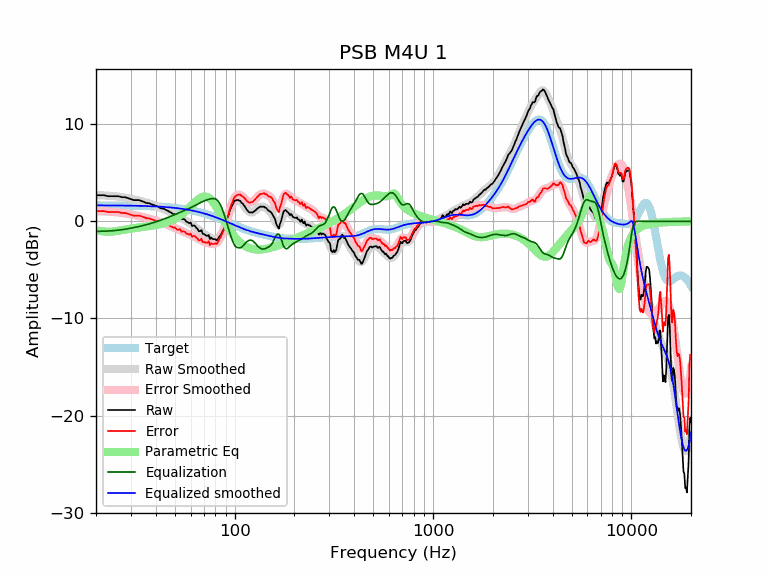 PSB M4U 1
Amplitude (dBr)
10
0
−10
−20
−30
Target
Raw Smoothed
Error Smoothed
Raw
Error
Parametric Eq
Equalization
Equalized smoothed
100
1000
10000
Frequency (Hz)